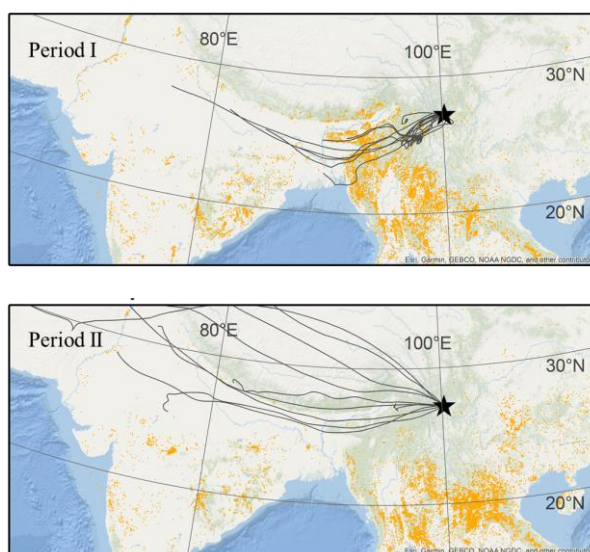 Period I
80°E
100°E
30°N
20°N
Esri, Garmin, GEBCO, NOAA NGDC, and other contributors
Period II
80°E
100°E
30°N
20°N
Esri, Garmin, GEBCO, NOAA NGDC, and other contributors